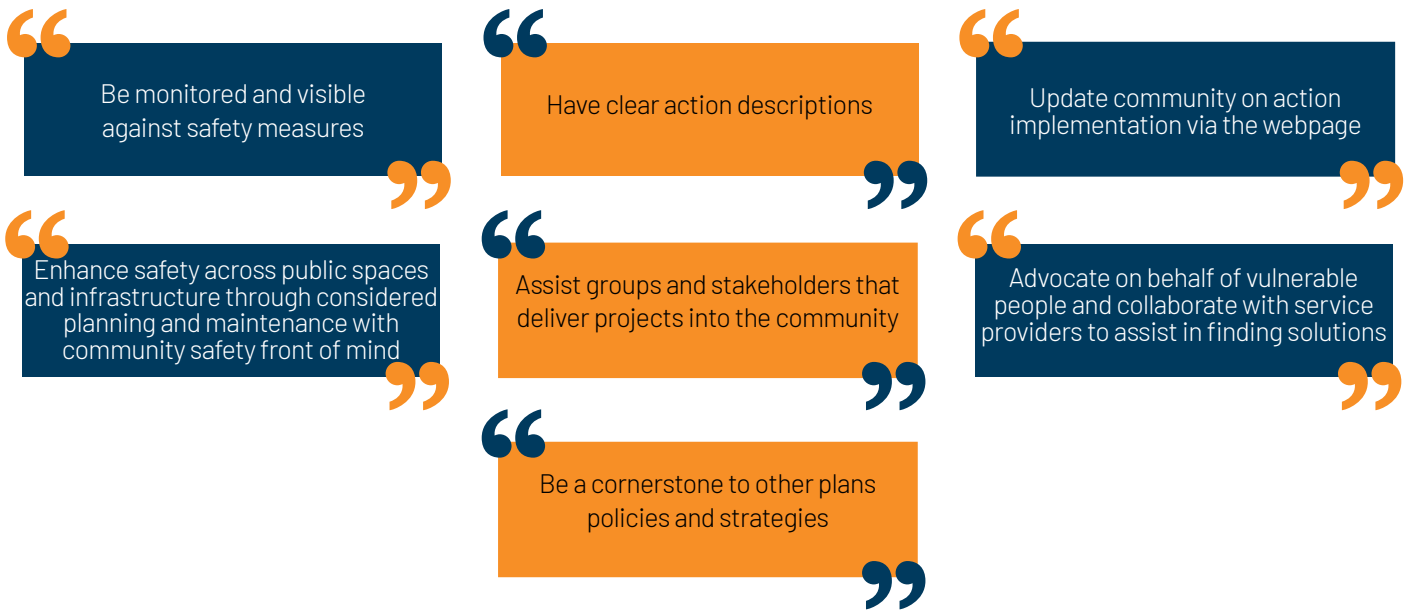 Be monitored and visible
against safety measures
Have clear action descriptions
Update community on action
implementation via the webpage
Enhance safety across public spaces
and infrastructure through considered
planning and maintenance with
community safety front of mind
Assist groups and stakeholders that
deliver projects into the community
Advocate on behalf of vulnerable
people and collaborate with service
providers to assist in finding solutions
Be a cornerstone to other plans
policies and strategies